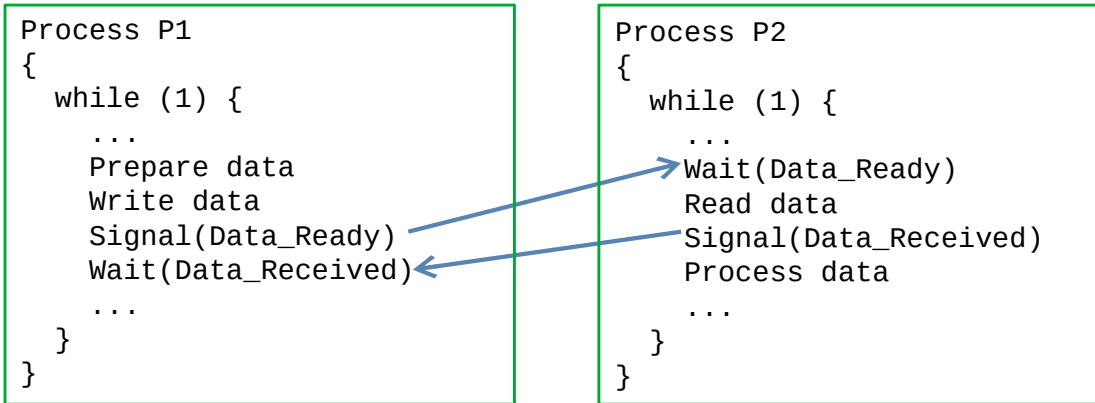 Process P1
{
while (1) {
...
Prepare data
Write data
Signal(Data_Ready)
Wait(Data_Received)
...
}
}
Process P2
{
while (1) {
...
Wait(Data_Ready)
Read data
Signal(Data_Received)
Process data
...
}
}